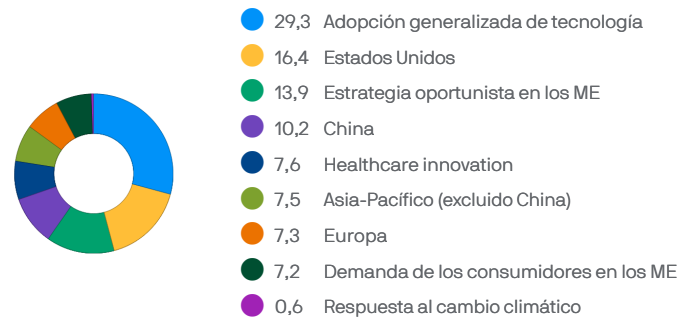 29,3 Adopción generalizada de tecnología
16,4 Estados Unidos
13,9 Estrategia oportunista en los ME
10,2 China
7,6 Healthcare innovation
7,5 Asia-Pacífico (excluido China)
7,3 Europa
7,2 Demanda de los consumidores en los ME
0,6 Respuesta al cambio climático